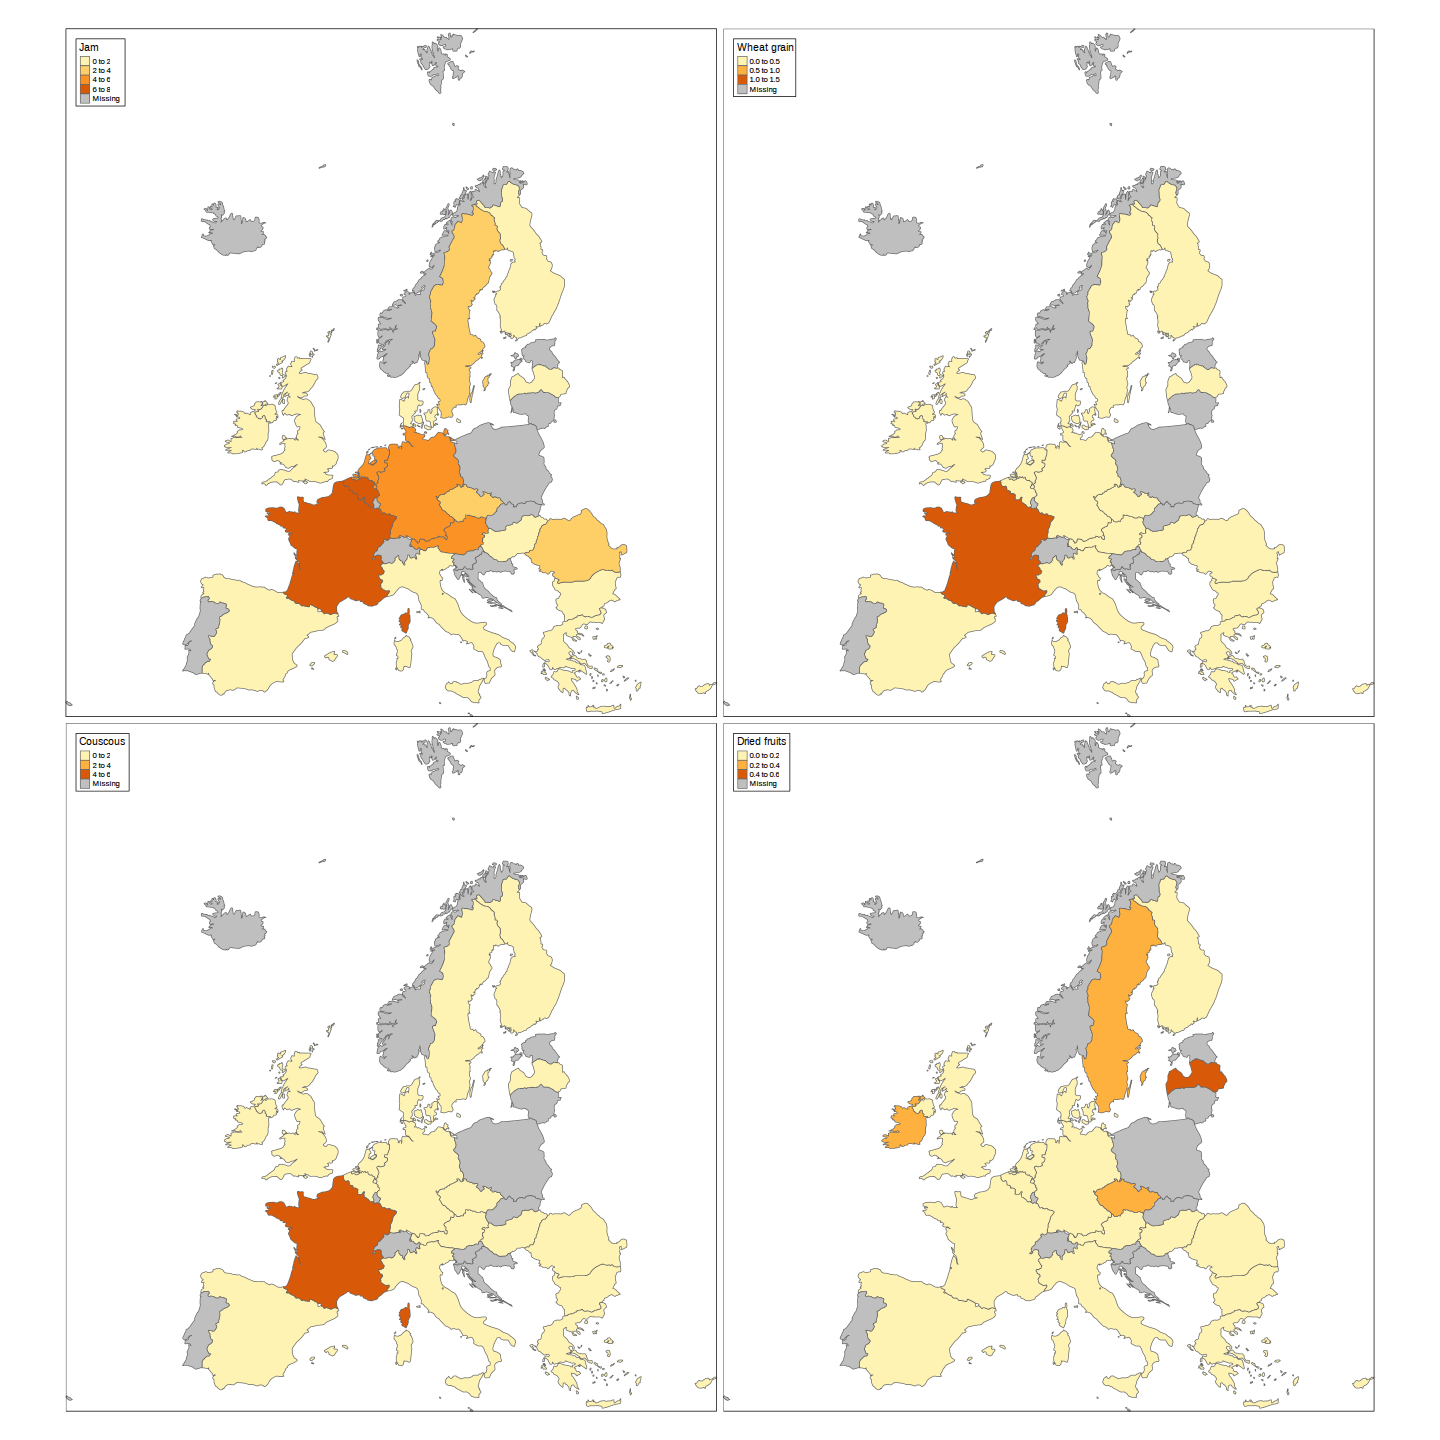 Jam
0 to 2
2 to 4
4 to 6
6 to 8
Missing
Wheat grain
0.0 to 0.5
0.5 to 1.0
1.0 to 1.5
Missing
Couscous
0 to 2
2 to 4
4 to 6
Missing
Dried fruits
0.0 to 0.2
0.2 to 0.4
0.4 to 0.6
Missing